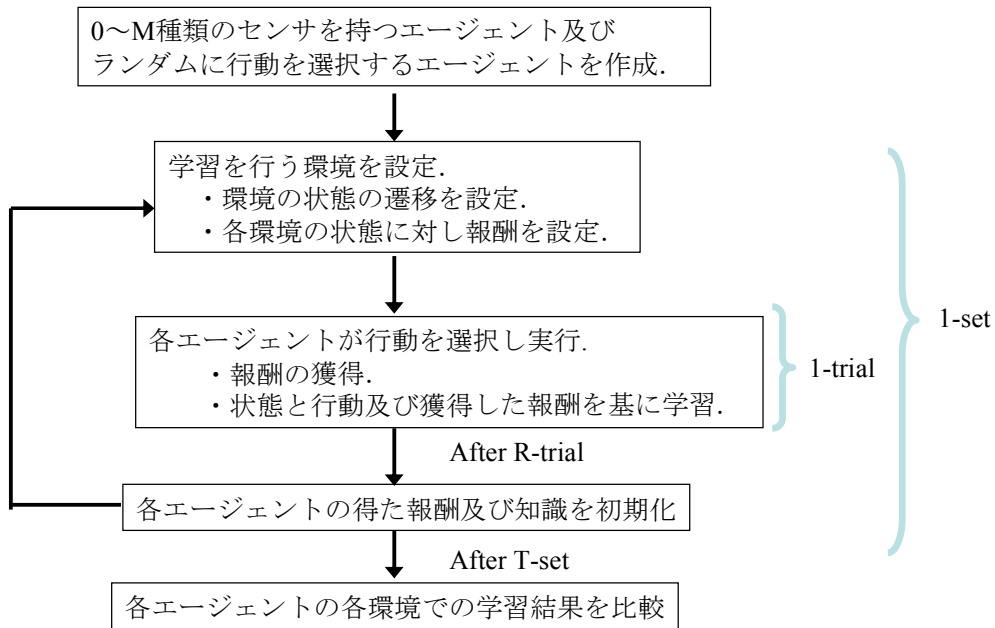 0～M種類のセンサを持つエージェント及び
ランダムに行動を選択するエージェントを作成.
学習を行う環境を設定.
・環境の状態の遷移を設定.
・各環境の状態に対し報酬を設定.
各エージェントが行動を選択し実行.
・報酬の獲得.
・状態と行動及び獲得した報酬を基に学習.
1-trial
1-set
After R-trial
各エージェントの得た報酬及び知識を初期化
After T-set
各エージェントの各環境での学習結果を比較